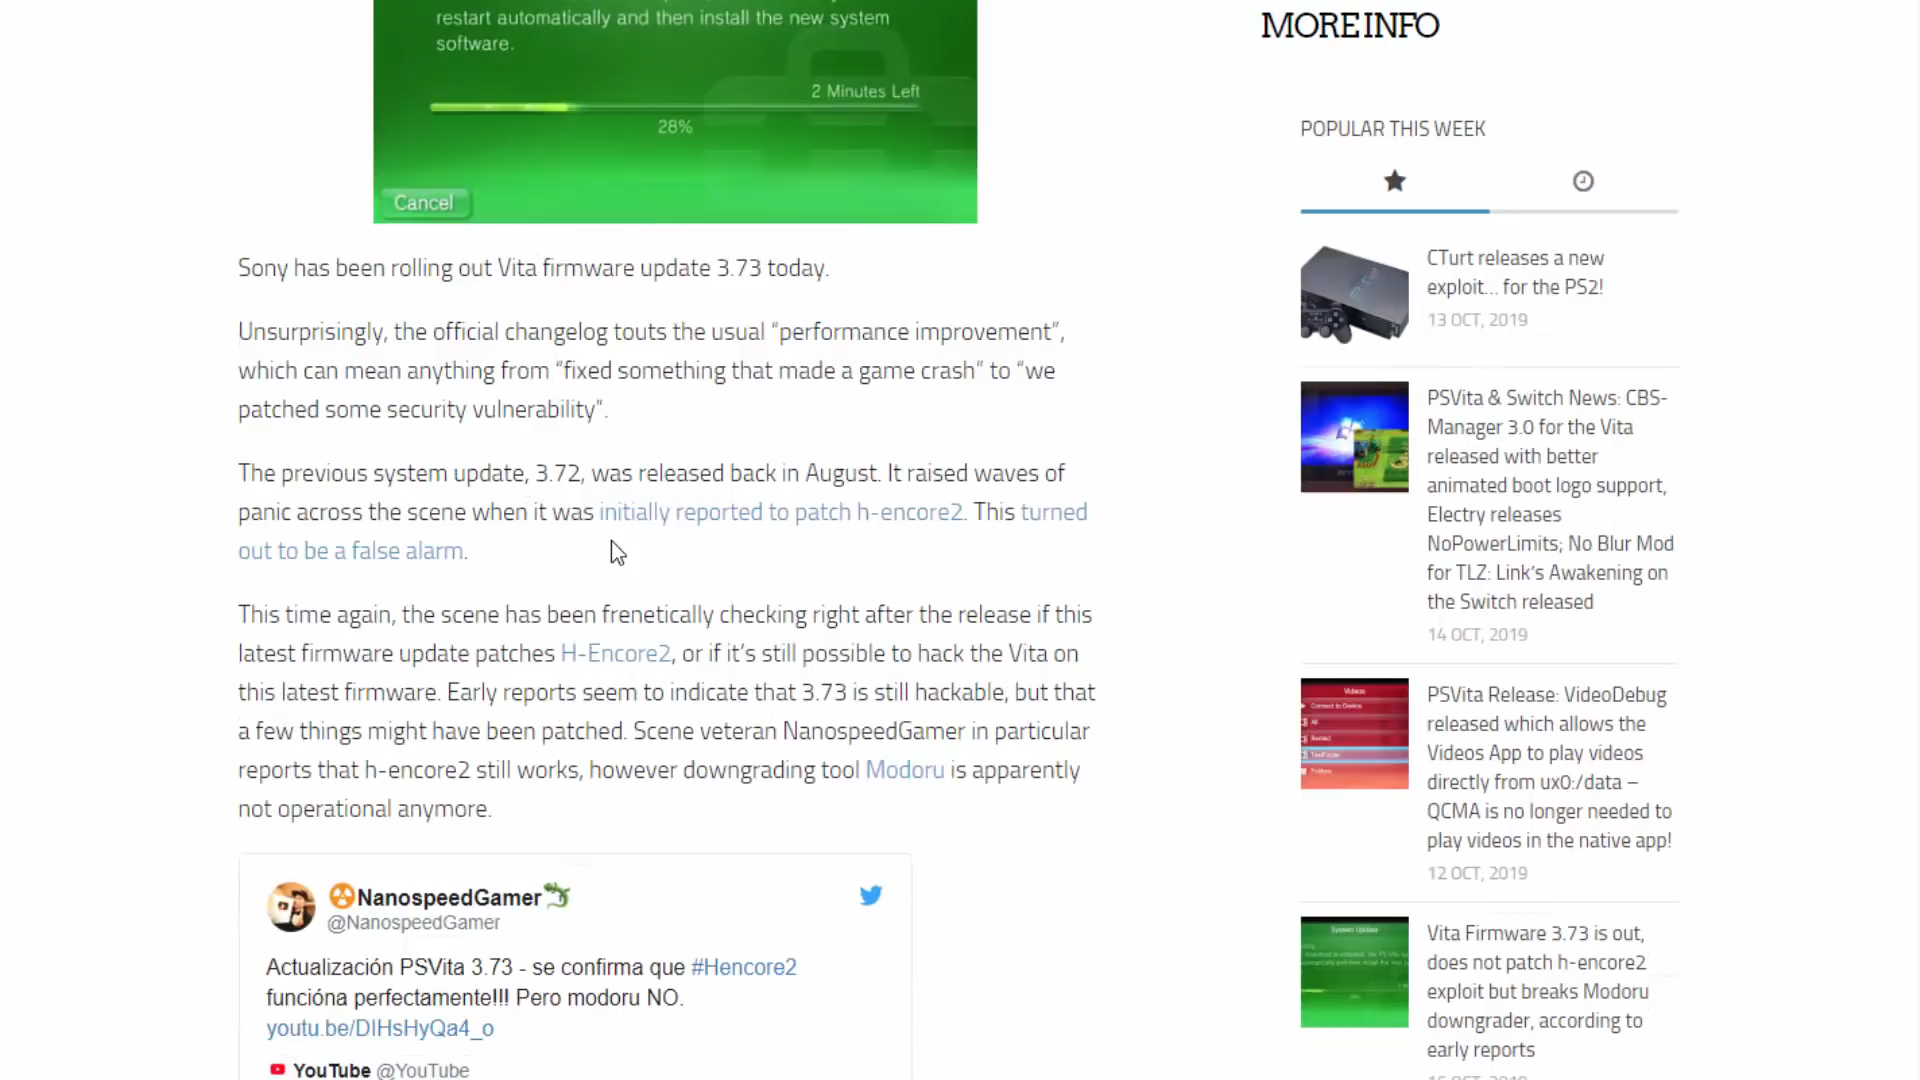 restart automatically and then install the new system
software.
2 Minutes Left
28%
Cancel
Sony has been rolling out Vita firmware update 3.73 today.
Unsurprisingly, the official changelog touts the usual “performance improvement”,
which can mean anything from “fixed something that made a game crash” to “we
patched some security vulnerability”.
The previous system update, 3.72, was released back in August. It raised waves of
panic across the scene when it was initially reported to patch h-encore2. This turned
out to be a false alarm.
This time again, the scene has been frenetically checking right after the release if this
latest firmware update patches H-Encore2, or if it’s still possible to hack the Vita on
this latest firmware. Early reports seem to indicate that 3.73 is still hackable, but that
a few things might have been patched. Scene veteran NanospeedGamer in particular
reports that h-encore2 still works, however downgrading tool Modoru is apparently
not operational anymore.
NanospeedGamer
@NanospeedGamer
Actualización PSVita 3.73 - se confirma que #Hencore2
funcióna perfectamente!!! Pero modoru NO.
youtu.be/DIHsHyQa4_o
YouTube @YouTube
MORE INFO
POPULAR THIS WEEK
CTurt releases a new
exploit… for the PS2!
13 OCT, 2019
PSVita & Switch News: CBS-
Manager 3.0 for the Vita
released with better
animated boot logo support,
Electry releases
NoPowerLimits; No Blur Mod
for TLZ: Link’s Awakening on
the Switch released
14 OCT, 2019
Videos
Connect to Device
All
PSVita Release: VideoDebug
released which allows the
Videos App to play videos
directly from ux0:/data –
QCMA is no longer needed to
play videos in the native app!
12 OCT, 2019
System Update
Vita Firmware 3.73 is out,
does not patch h-encore2
exploit but breaks Modoru
downgrader, according to
early reports